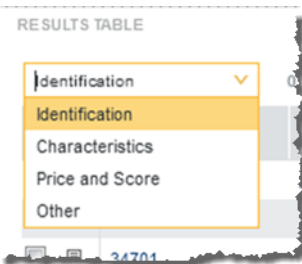 RESULTS TABLE
Identification
Identification
Characteristics
Price and Score
Other
34701